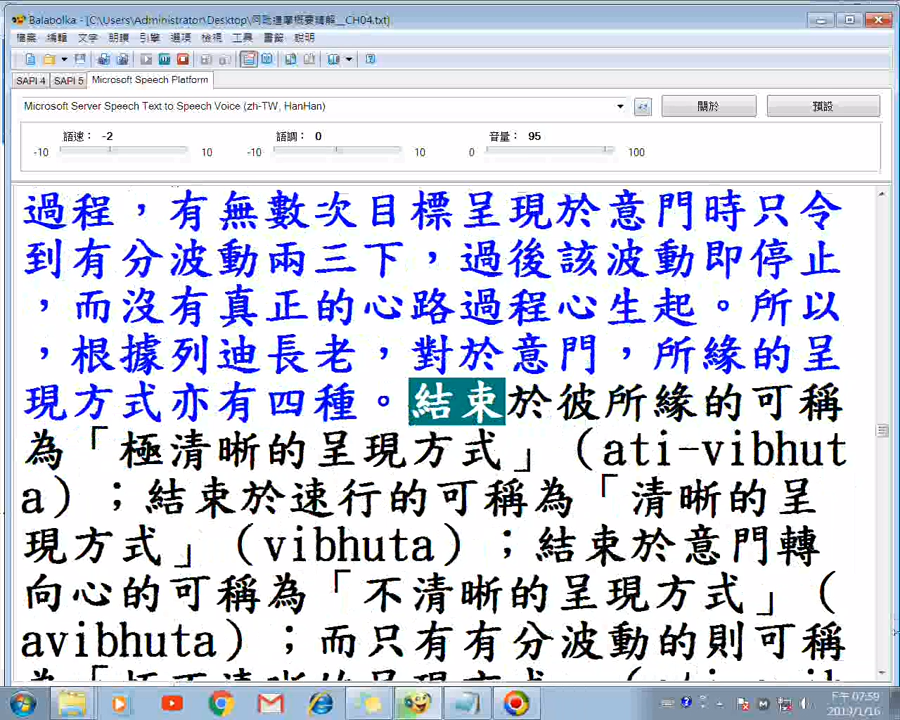 Balabolka - [C:\Users\Administrator\Desktop\阿毗達摩概要精解__CH04.txt]
檔案 編輯 文字 朗讀 引擎 選項 檢視 工具 書籤 說明
SAPI 4 SAPI 5 Microsoft Speech Platform
Microsoft Server Speech Text to Speech Voice (zh-TW, HanHan) 關於 預設
語速： -2 語調： 0 音量： 95
-10 10 -10 10 0 100
過程，有無數次目標呈現於意門時只令
到有分波動兩三下，過後該波動即停止
，而沒有真正的心路過程心生起。所以
，根據列迪長老，對於意門，所緣的呈
現方式亦有四種。結束於彼所緣的可稱
為「極清晰的呈現方式」（ati-vibhut
a）；結束於速行的可稱為「清晰的呈
現方式」（vibhuta）；結束於意門轉
向心的可稱為「不清晰的呈現方式」（
avibhuta）；而只有有分波動的則可稱
下午 07:59
2019/1/16